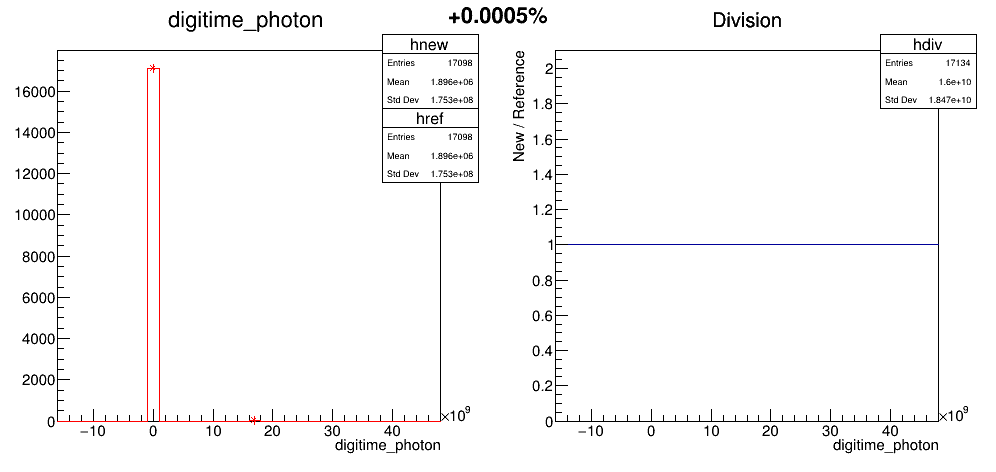 +0.0005%
digitime_photon
hnew
Entries 17098
Mean 1.896e+06
Std Dev 1.753e+08
href
Entries 17098
Mean 1.896e+06
Std Dev 1.753e+08
16000
14000
12000
10000
8000
6000
4000
2000
0
−10 0 10 20 30 40
×10⁹
digitime_photon
Division
hdiv
Entries 17134
Mean 1.6e+10
Std Dev 1.847e+10
New / Reference
2
1.8
1.6
1.4
1.2
1
0.8
0.6
0.4
0.2
0
−10 0 10 20 30 40
×10⁹
digitime_photon